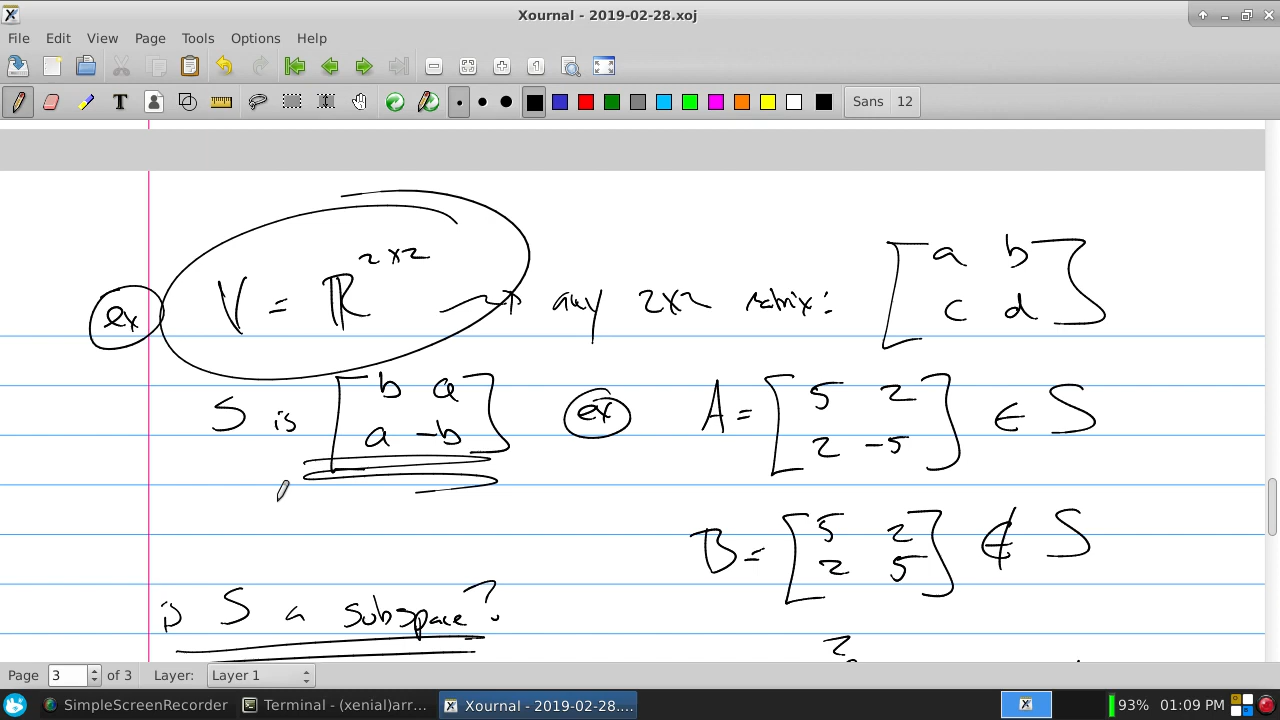 Xournal - 2019-02-28.xoj
File Edit View Page Tools Options Help
Sans 12
ex V = ℝ^{2x2} → any 2x2 matrix: [a b
c d]
S is [b a
a -b]
ex A = [5 2
2 -5] ∈ S
B = [5 2
2 5] ∉ S
is S a subspace?
?
Page 3 of 3 Layer: Layer 1
SimpleScreenRecorder Terminal - (xenial)arr... Xournal - 2019-02-28.... 93% 01:09 PM